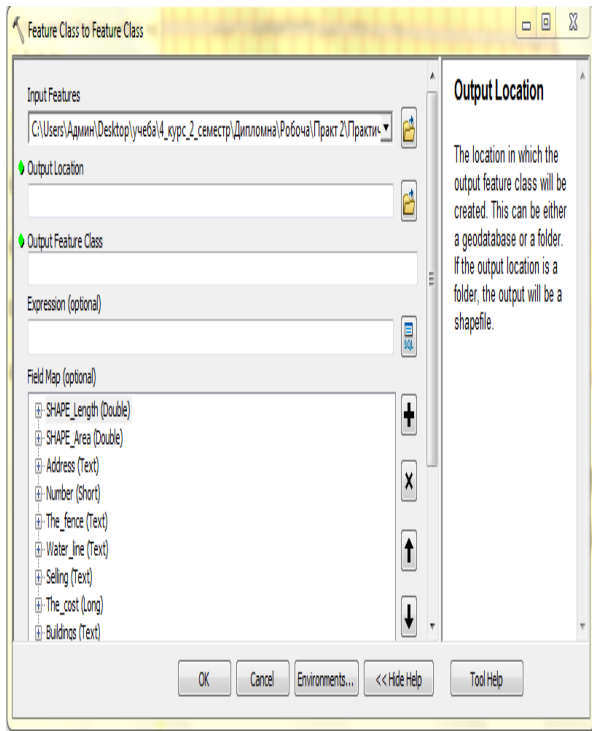 Feature Class to Feature Class
Input Features
C:\Users\Админ\Desktop\учеба\4_курс_2_семестр\Дипломна\Робоча\Практ 2\Практич
Output Location
Output Feature Class
Expression (optional)
SQL
Field Map (optional)
SHAPE_Length (Double)
SHAPE_Area (Double)
Address (Text)
Number (Short)
The_fence (Text)
Water_line (Text)
Selling (Text)
The_cost (Long)
Buildings (Text)
Output Location
The location in which the
output feature class will be
created. This can be either
a geodatabase or a folder.
If the output location is a
folder, the output will be a
shapefile.
OK
Cancel
Environments...
<< Hide Help
Tool Help